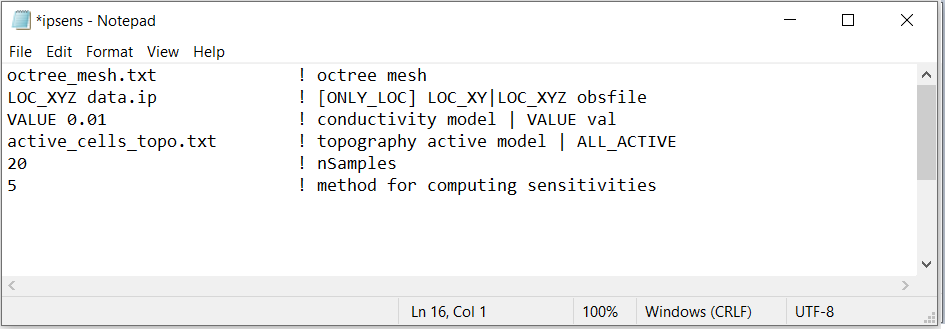 *ipsens - Notepad
File Edit Format View Help
octree_mesh.txt ! octree mesh
LOC_XYZ data.ip ! [ONLY_LOC] LOC_XY|LOC_XYZ obsfile
VALUE 0.01 ! conductivity model | VALUE val
active_cells_topo.txt ! topography active model | ALL_ACTIVE
20 ! nSamples
5 ! method for computing sensitivities
Ln 16, Col 1 100% Windows (CRLF) UTF-8